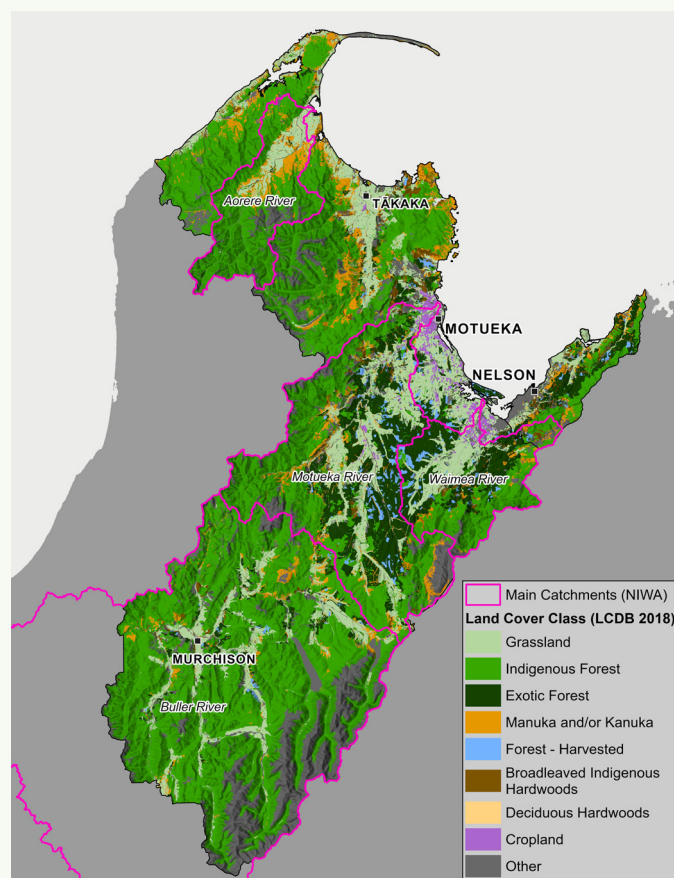 Aorere River
TĀKAKA
MOTUEKA
NELSON
Motueka River
Waimea River
MURCHISON
Buller River
Main Catchments (NIWA)
Land Cover Class (LCDB 2018)
Grassland
Indigenous Forest
Exotic Forest
Manuka and/or Kanuka
Forest - Harvested
Broadleaved Indigenous
Hardwoods
Deciduous Hardwoods
Cropland
Other